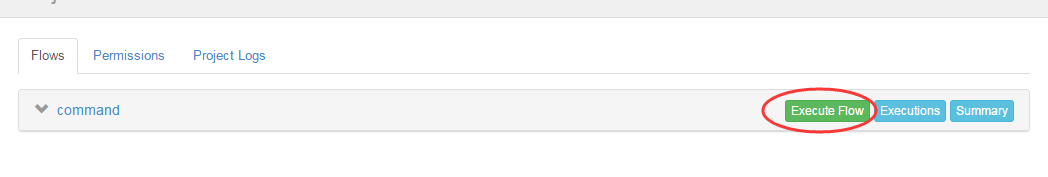 Flows Permissions Project Logs
command Execute Flow Executions Summary